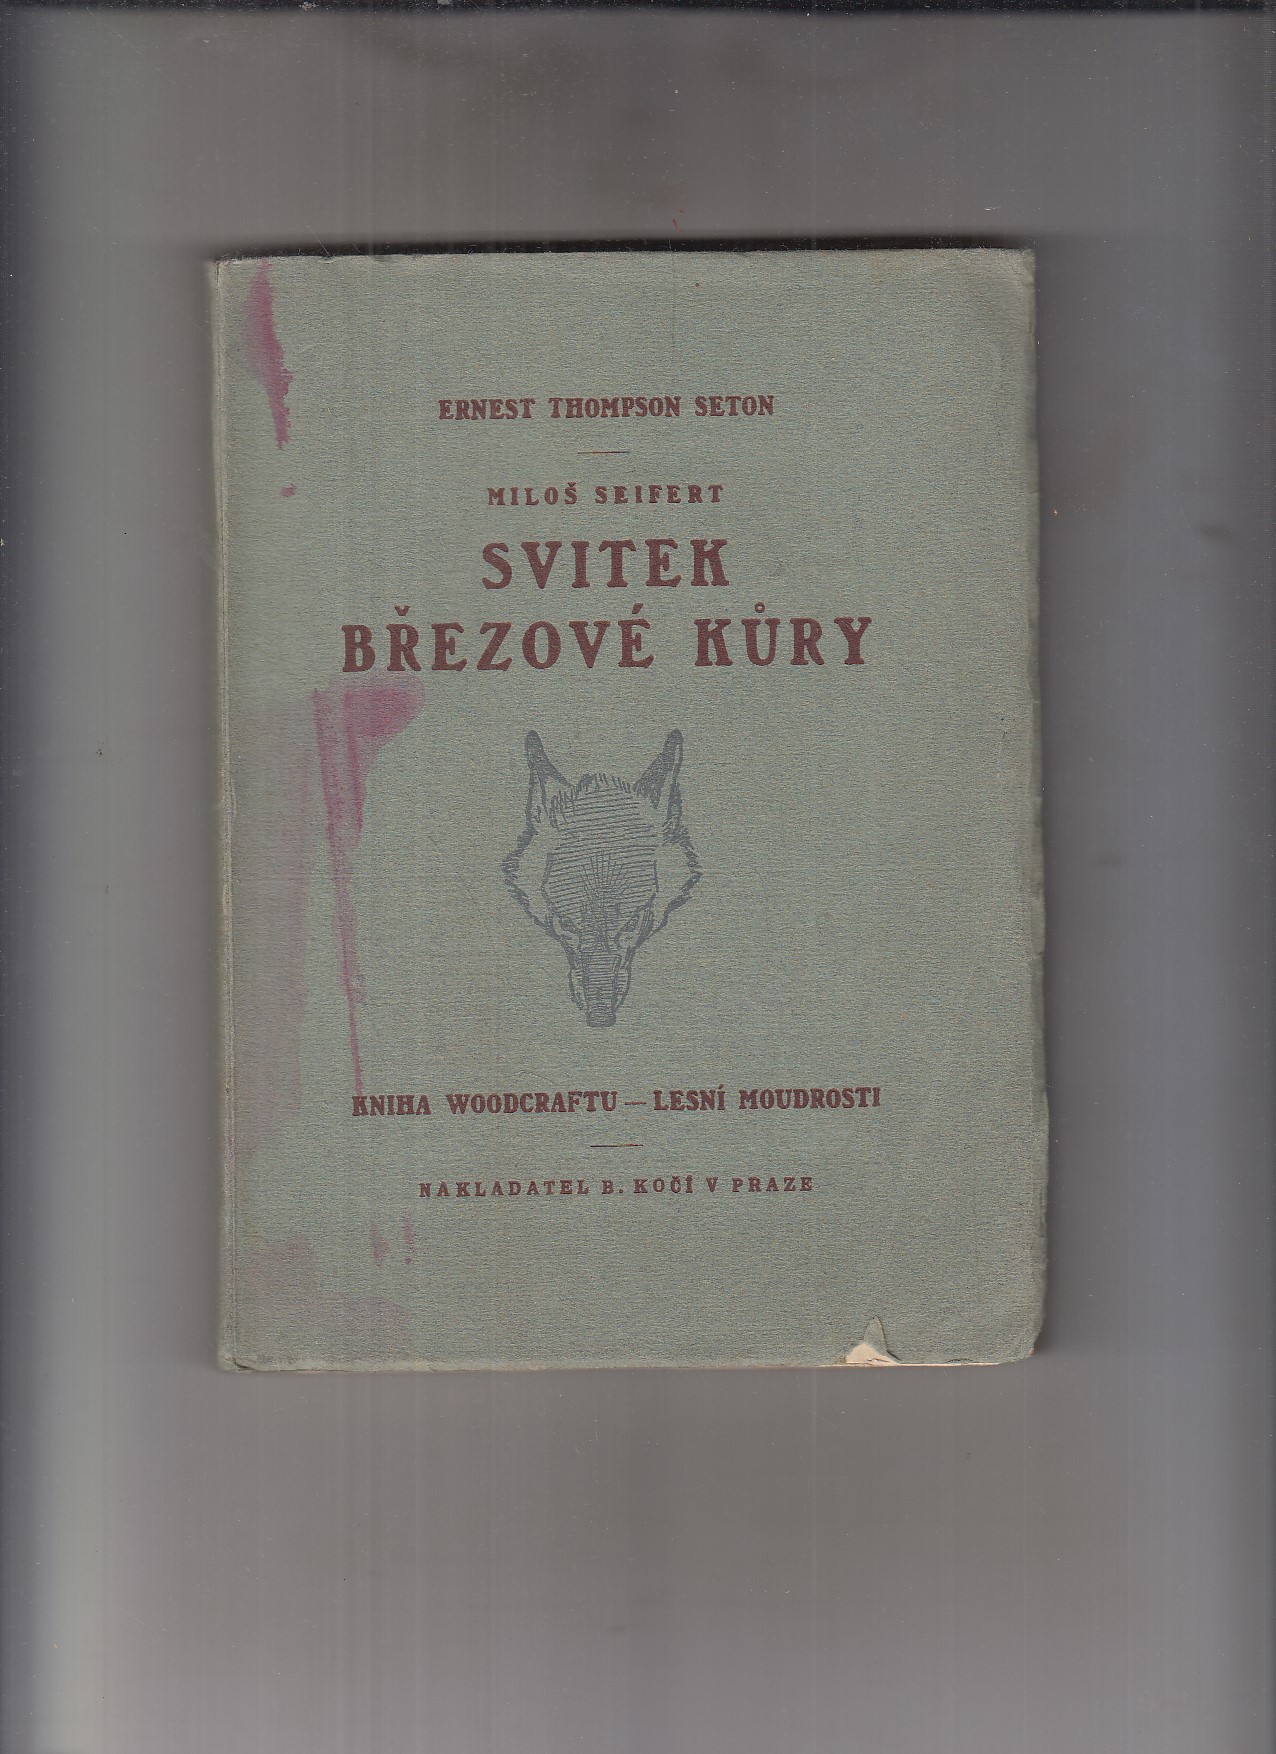 ERNEST THOMPSON SETON
MILOŠ SEIFERT
SVITEK
BŘEZOVÉ KŮRY
KNIHA WOODCRAFTU — LESNÍ MOUDROSTI
NAKLADATEL B. KOČÍ V PRAZE